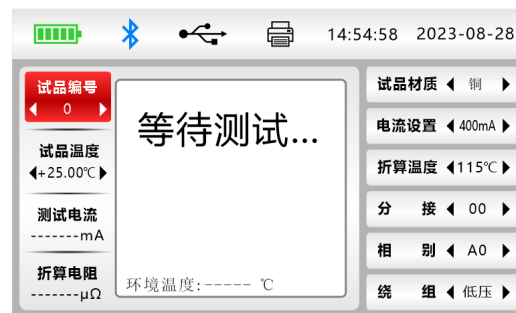 14:54:58 2023-08-28
试品编号
0
试品温度
+25.00℃
测试电流
-------mA
折算电阻
-------μΩ
等待测试...
环境温度:----- ℃
试品材质 铜
电流设置 400mA
折算温度 115℃
分 接 00
相 别 A0
绕 组 低压